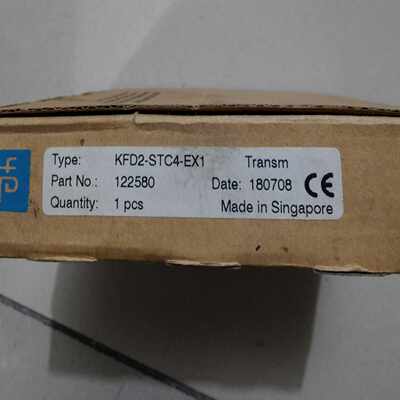 Type: KFD2-STC4-EX1 Transm
Part No : 122580 Date: 180708 CE
Quantity: 1 pcs Made in Singapore